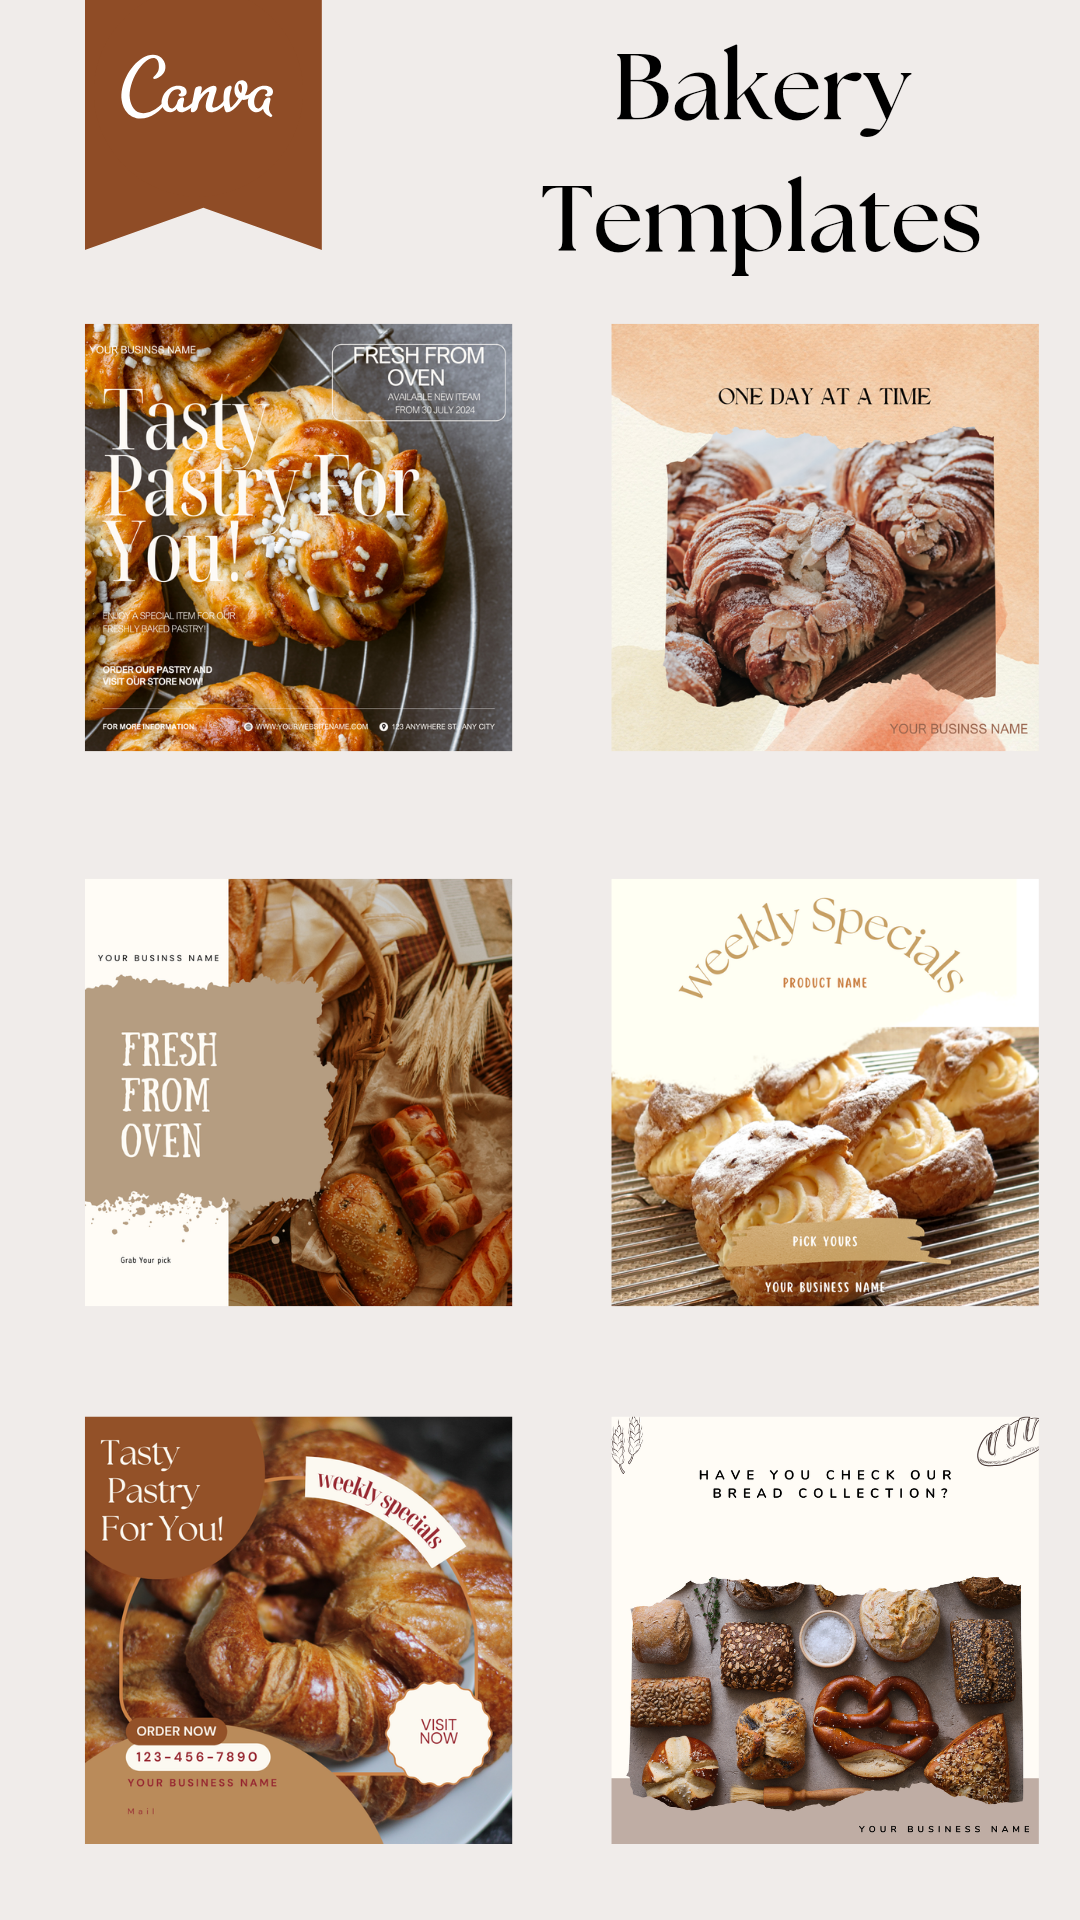 Canva
Bakery
Templates
YOUR BUSINSS NAME
FRESH FROM
OVEN
AVAILABLE NEW ITEAM
FROM 30 JULY 2024
Tasty
Pastry For
You!
ENJOY A SPECIAL ITEM FOR OUR
FRESHLY BAKED PASTRY!
ORDER OUR PASTRY AND
VISIT OUR STORE NOW!
FOR MORE INFORMATION
WWW.YOURWEBSITENAME.COM
123 ANYWHERE ST., ANY CITY
ONE DAY AT A TIME
YOUR BUSINSS NAME
YOUR BUSINSS NAME
FRESH
FROM
OVEN
Grab Your pick
weekly Specials
PRODUCT NAME
PiCK YOURS
YOUR BUSiNESS NAME
Tasty
Pastry
For You!
weekly specials
VISIT
NOW
ORDER NOW
123-456-7890
YOUR BUSINESS NAME
Mail
HAVE YOU CHECK OUR
BREAD COLLECTION?
YOUR BUSINESS NAME